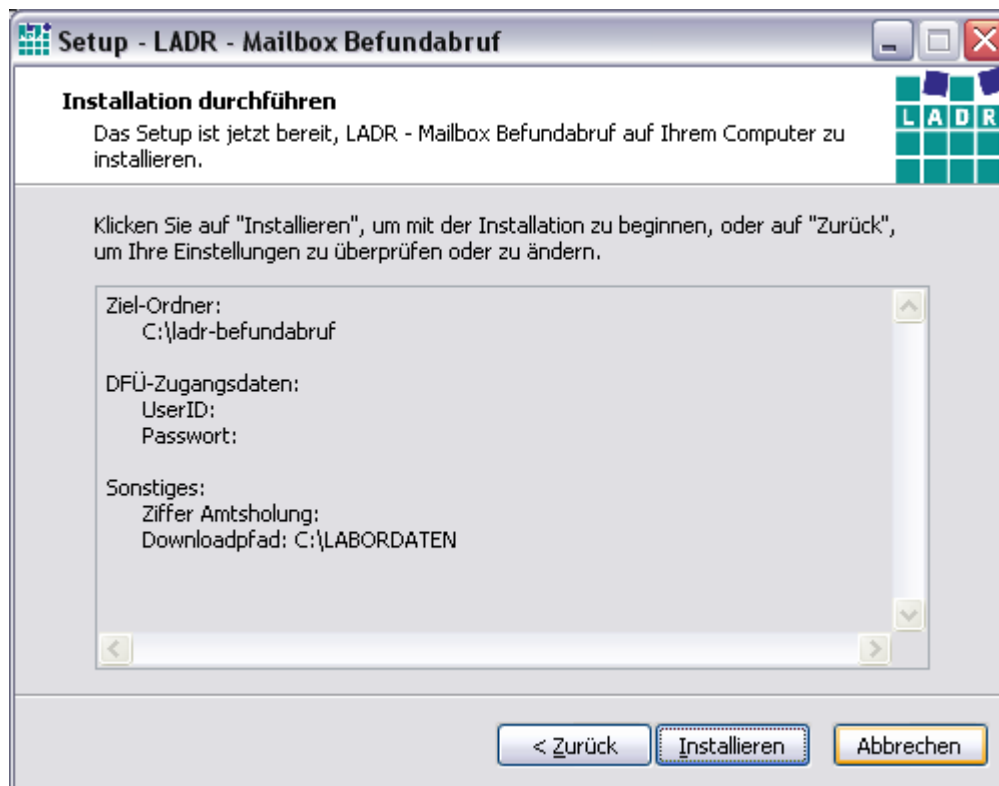 Setup - LADR - Mailbox Befundabruf
Installation durchführen
Das Setup ist jetzt bereit, LADR - Mailbox Befundabruf auf Ihrem Computer zu
installieren.
L A D R
Klicken Sie auf "Installieren", um mit der Installation zu beginnen, oder auf "Zurück",
um Ihre Einstellungen zu überprüfen oder zu ändern.
Ziel-Ordner:
C:\ladr-befundabruf
DFÜ-Zugangsdaten:
UserID:
Passwort:
Sonstiges:
Ziffer Amtsholung:
Downloadpfad: C:\LABORDATEN
< Zurück
Installieren
Abbrechen